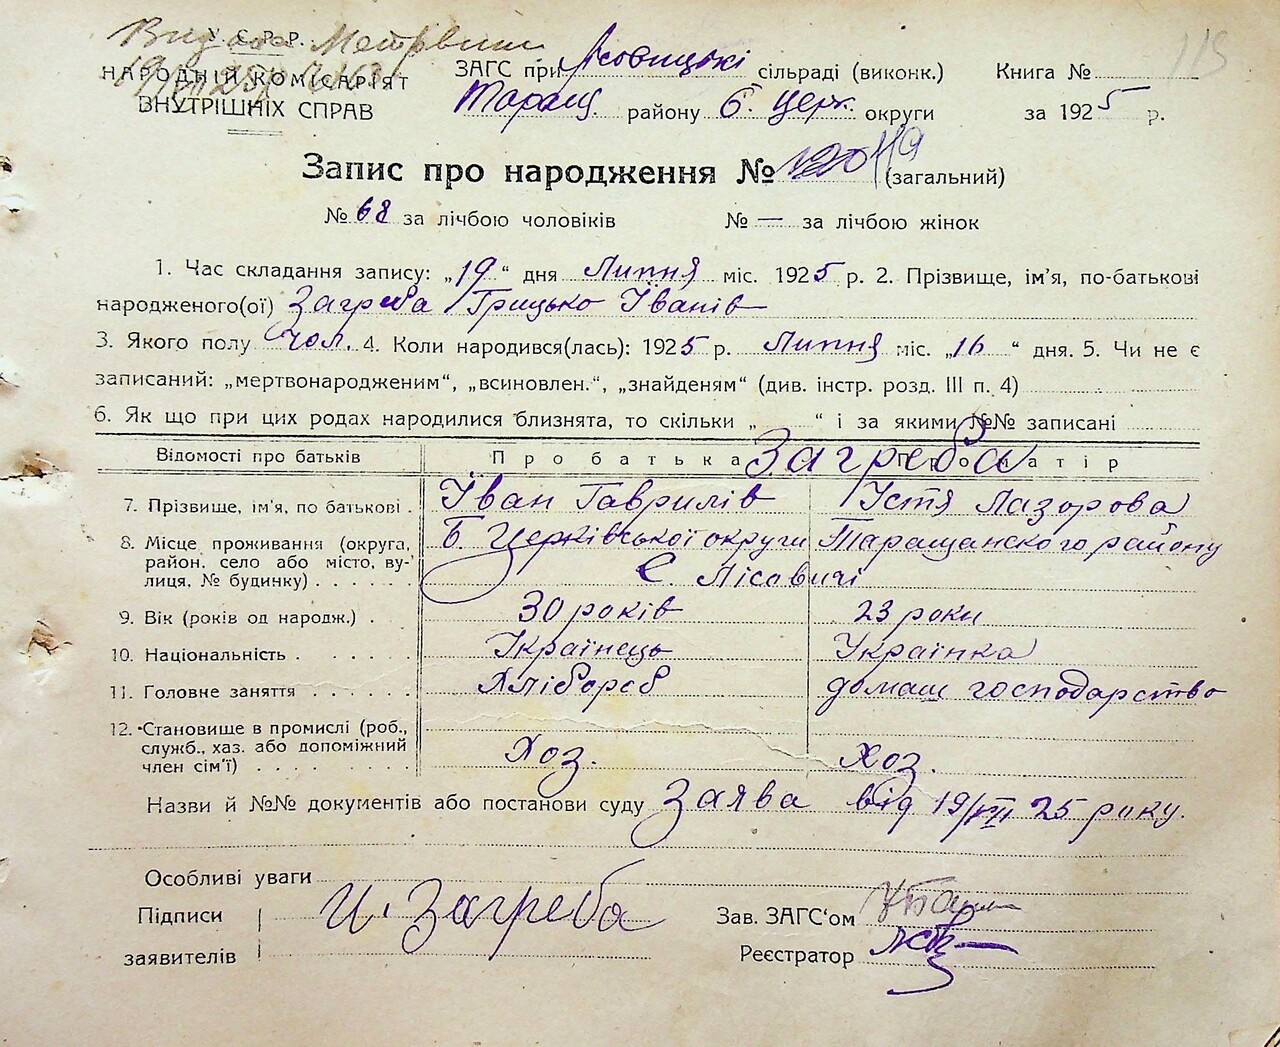 Видана Метрвиш
У. С. Р. Р.
НАРОДНІЙ КОМІСАРІЯТ
ВНУТРІШНІХ СПРАВ
ЗАГС при Лісовицькі сільраді (виконк.)
Таращ. району Б. Церк. округи
Книга №
за 1925 р.
115
Запис про народження № 120 119 (загальний)
№ 68 за лічбою чоловіків № — за лічбою жінок
1. Час складання запису: „19“ дня Липня міс. 1925 р. 2. Прізвище, ім'я, по-батькові
народженого(ої) Загреба Грицько Іванів
3. Якого полу Чол. 4. Коли народився(лась): 1925 р. Липня міс. „16“ дня. 5. Чи не є
записаний: „мертвонародженим“, „всиновлен.“, „знайденям“ (див. інстр. розд. III п. 4)
6. Як що при цих родах народилися близнята, то скільки „ “ і за якими №№ записані
Відомості про батьків Про батька Загреба Про матір
7. Прізвище, ім'я, по батькові . Іван Гаврилів Устя Лазорова
8. Місце проживання (округа, Б. Церківської округи Таращанского району
район, село або місто, ву- С. Лісовичі
лиця, № будинку) . . . . .
9. Вік (років од народж.) . 30 років 23 роки
10. Національність . . . . . Українець Українка
11. Головне заняття . . . . . . Хлібороб домаш господарство
12. Становище в промислі (роб.,
служб., хаз. або допоміжний Хоз. Хоз.
член сім'ї) . . . . . . . .
Назви й №№ документів або постанови суду Заява від 19/VII 25 року.
Особливі уваги
Підписи И. Загреба Зав. ЗАГС'ом
заявителів Реєстратор